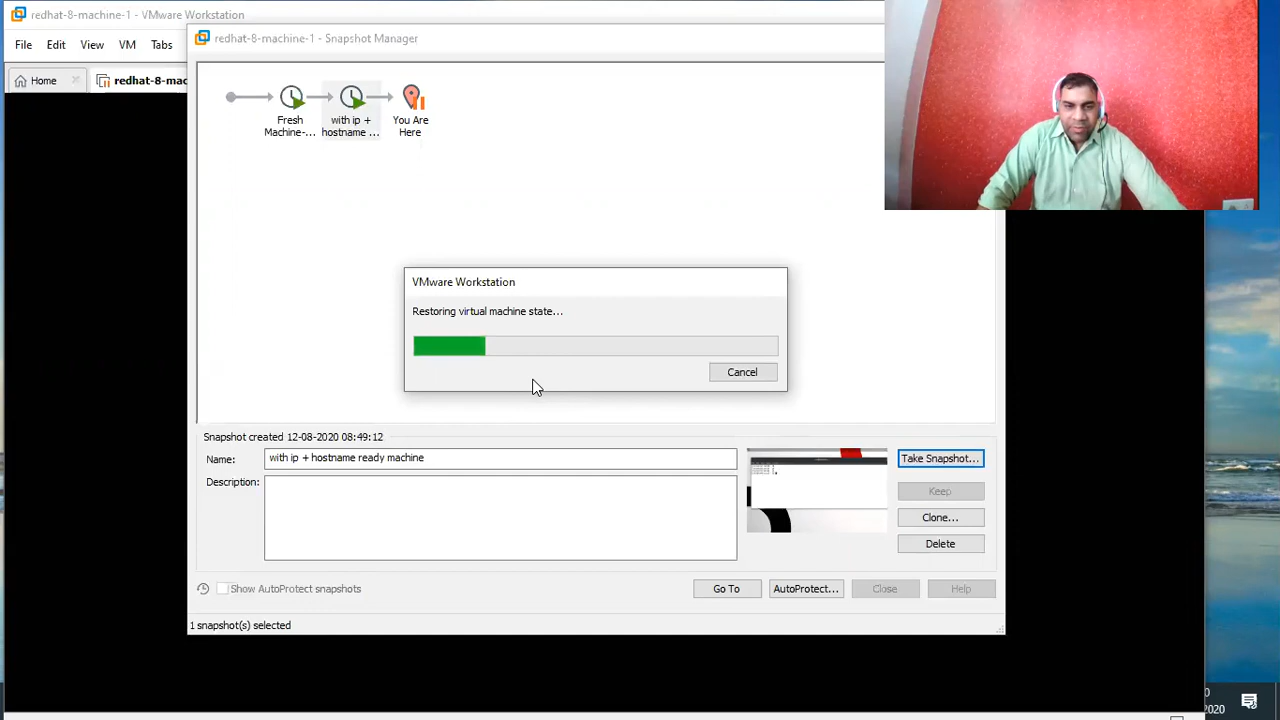 redhat-8-machine-1 - VMware Workstation
redhat-8-machine-1 - Snapshot Manager
File Edit View VM Tabs
Home
redhat-8-mac
Fresh
Machine-...
with ip +
hostname ...
You Are
Here
VMware Workstation
Restoring virtual machine state...
Cancel
Snapshot created 12-08-2020 08:49:12
Name: with ip + hostname ready machine
Take Snapshot...
Description:
Keep
Clone...
Delete
Show AutoProtect snapshots
Go To
AutoProtect...
Close
Help
1 snapshot(s) selected
0
2020